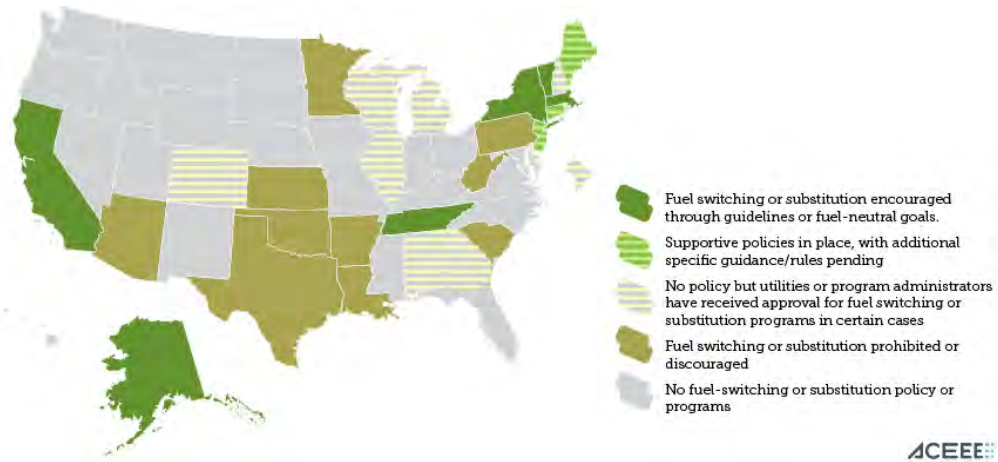 Fuel switching or substitution encouraged
through guidelines or fuel-neutral goals.
Supportive policies in place, with additional
specific guidance/rules pending
No policy but utilities or program administrators
have received approval for fuel switching or
substitution programs in certain cases
Fuel switching or substitution prohibited or
discouraged
No fuel-switching or substitution policy or
programs
ACEEE